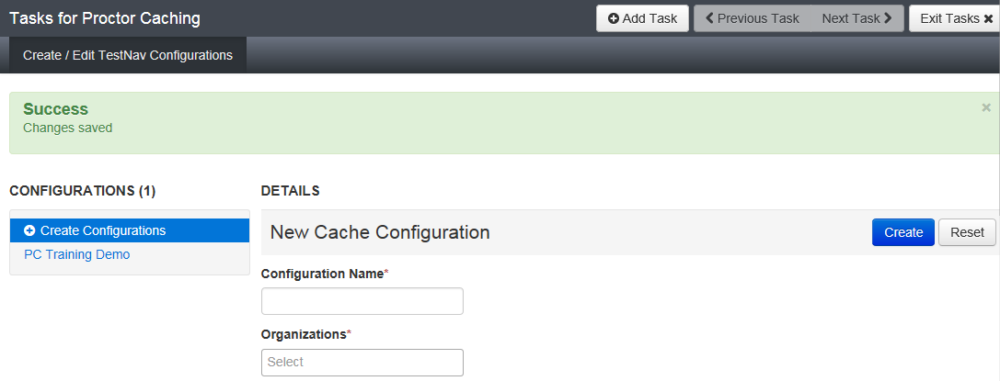 Tasks for Proctor Caching
Add Task
Previous Task
Next Task
Exit Tasks
Create / Edit TestNav Configurations
Success
Changes saved
CONFIGURATIONS (1)
Create Configurations
PC Training Demo
DETAILS
New Cache Configuration
Create
Reset
Configuration Name*
Organizations*
Select